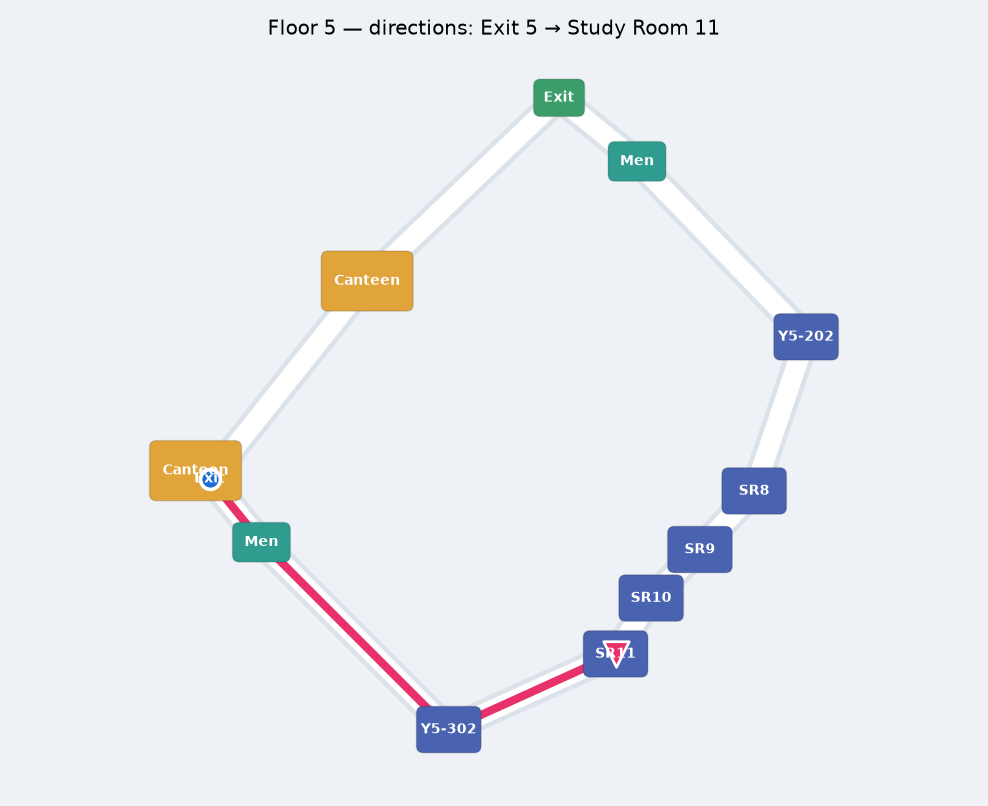 Floor 5 — directions: Exit 5 → Study Room 11
Exit
Men
Canteen
Y5-202
Canteen
Exit
SR8
Men
SR9
SR10
SR11
Y5-302